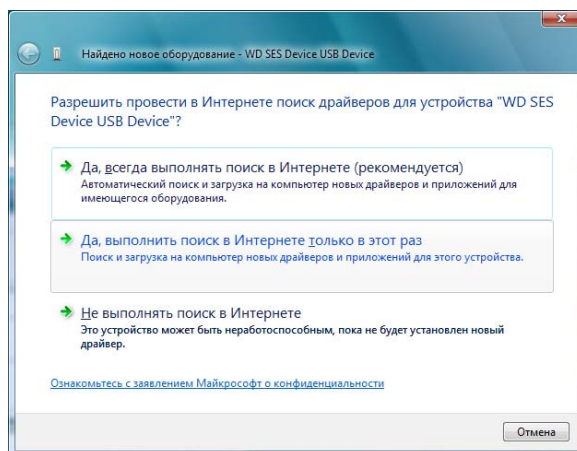 Найдено новое оборудование - WD SES Device USB Device
Разрешить провести в Интернете поиск драйверов для устройства "WD SES
Device USB Device"?
Да, всегда выполнять поиск в Интернете (рекомендуется)
Автоматический поиск и загрузка на компьютер новых драйверов и приложений для
имеющегося оборудования.
Да, выполнить поиск в Интернете только в этот раз
Поиск и загрузка на компьютер новых драйверов и приложений для этого устройства.
Не выполнять поиск в Интернете
Это устройство может быть неработоспособным, пока не будет установлен новый
драйвер.
Ознакомьтесь с заявлением Майкрософт о конфиденциальности
Отмена